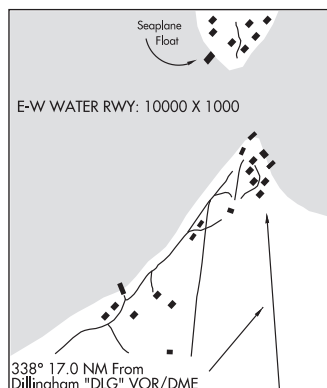 Seaplane
Float
E-W WATER RWY: 10000 X 1000
338° 17.0 NM From
Dillingham "DLG" VOR/DME